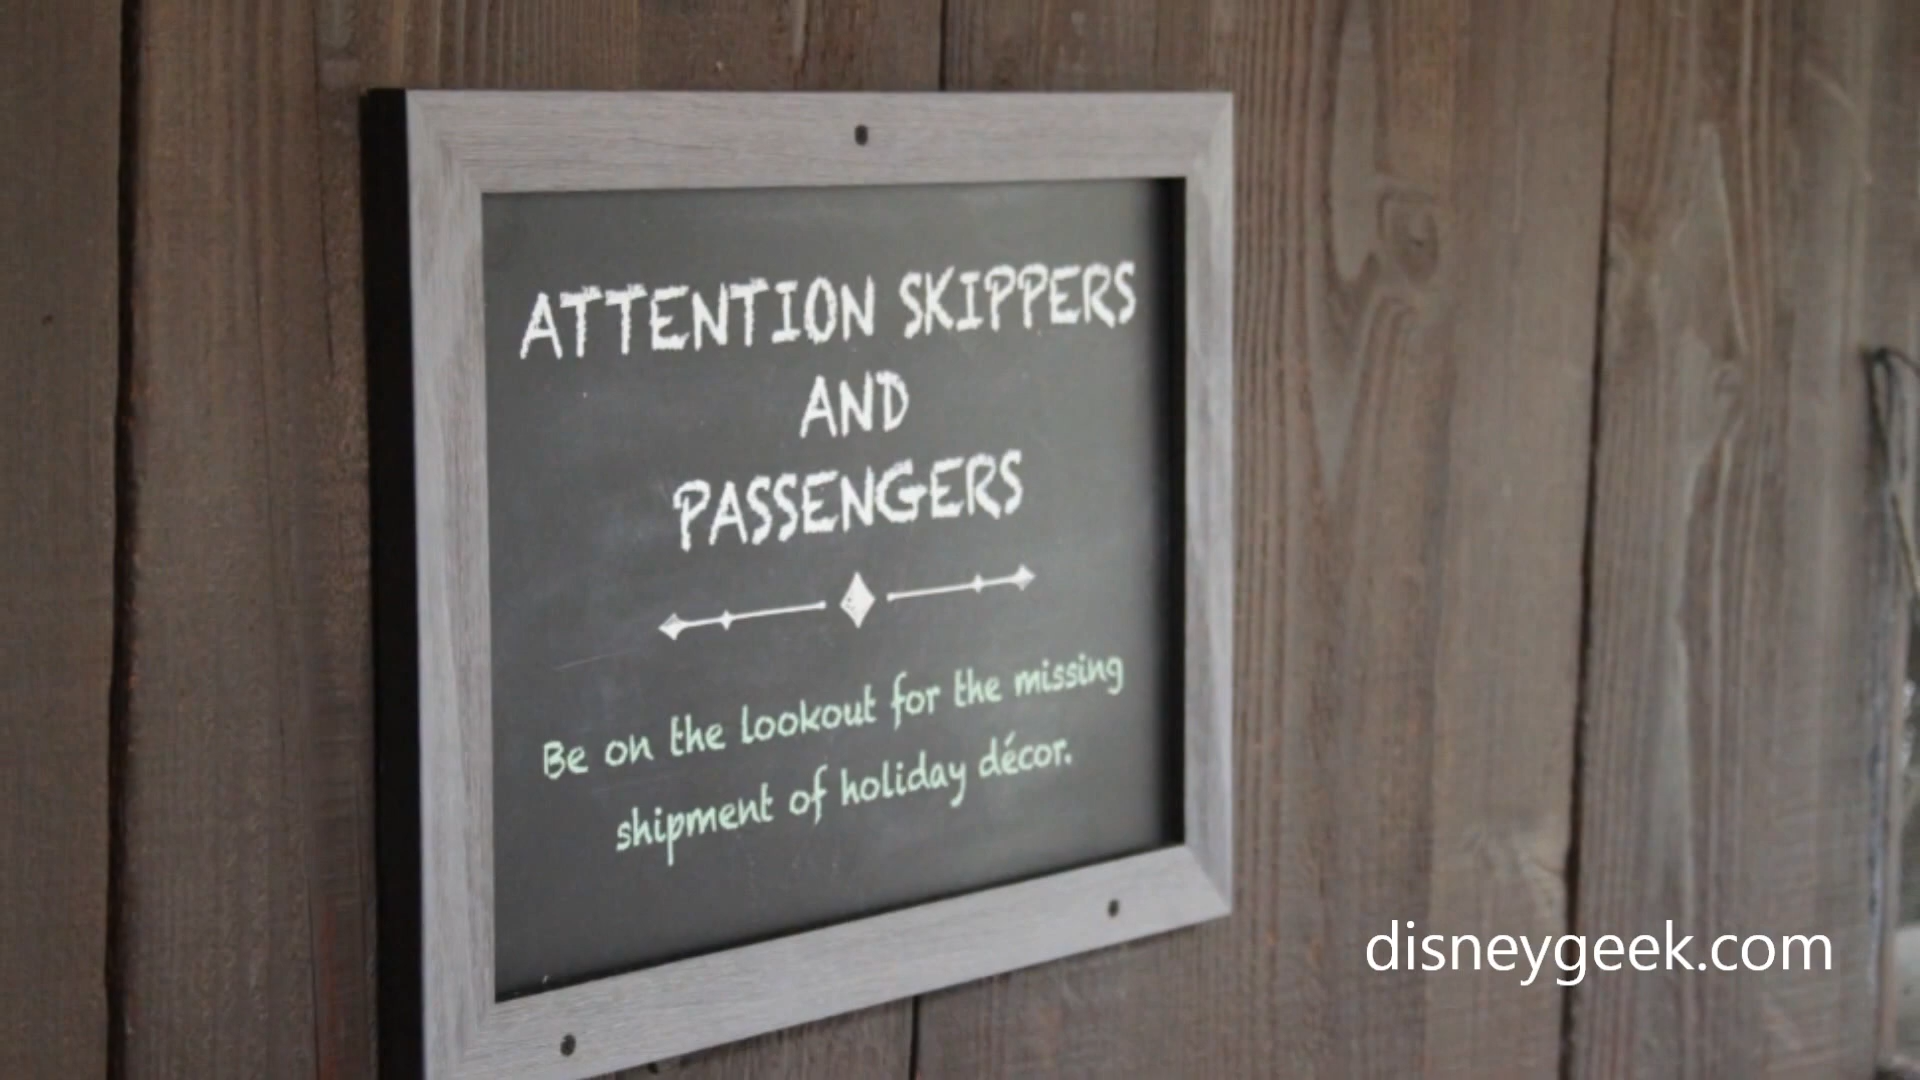 ATTENTION SKIPPERS
AND
PASSENGERS
Be on the lookout for the missing
shipment of holiday décor.
disneygeek.com